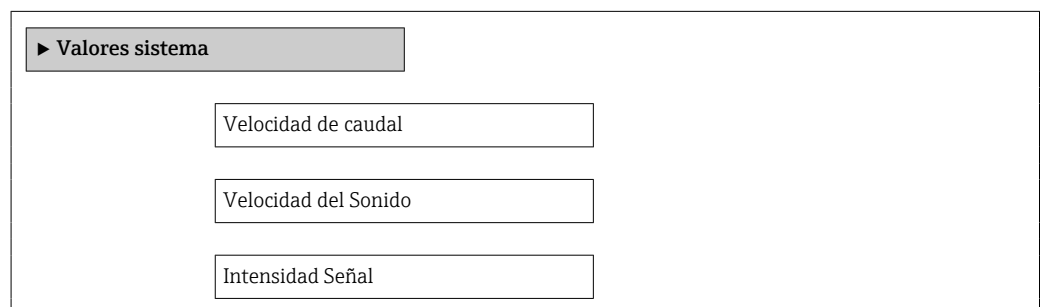 ▶ Valores sistema
Velocidad de caudal
Velocidad del Sonido
Intensidad Señal